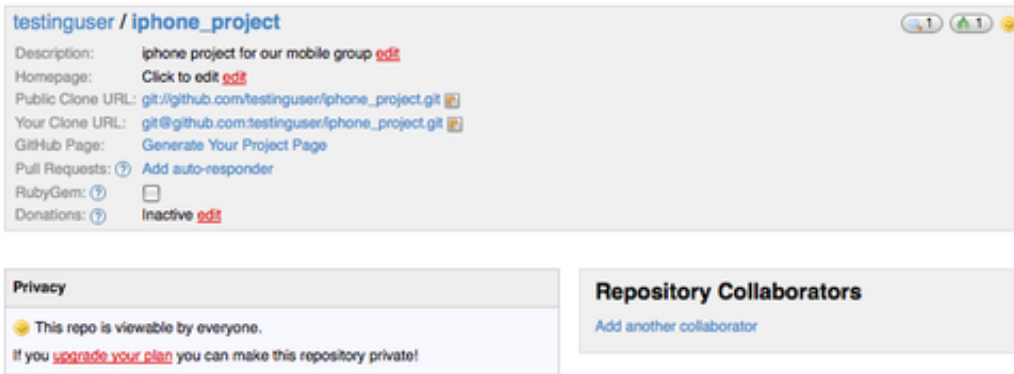 testinguser / iphone_project 1 1
Description: iphone project for our mobile group edit
Homepage: Click to edit edit
Public Clone URL: git://github.com/testinguser/iphone_project.git
Your Clone URL: git@github.com:testinguser/iphone_project.git
GitHub Page: Generate Your Project Page
Pull Requests: ? Add auto-responder
RubyGem: ?
Donations: ? Inactive edit
Privacy
This repo is viewable by everyone.
If you upgrade your plan you can make this repository private!
Repository Collaborators
Add another collaborator